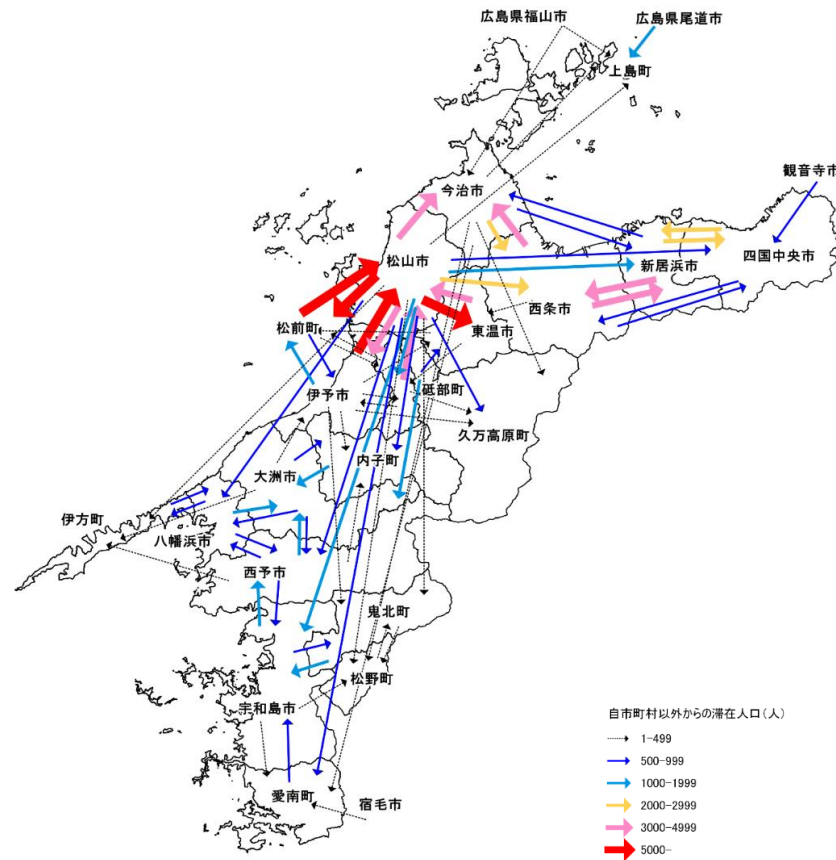 広島県福山市
広島県尾道市
上島町
観音寺市
今治市
松山市
四国中央市
新居浜市
西条市
松前町
東温市
伊予市
砥部町
久万高原町
内子町
大洲市
伊方町
八幡浜市
西予市
鬼北町
松野町
宇和島市
愛南町
宿毛市
自市町村以外からの滞在人口(人)
1-499
500-999
1000-1999
2000-2999
3000-4999
5000-